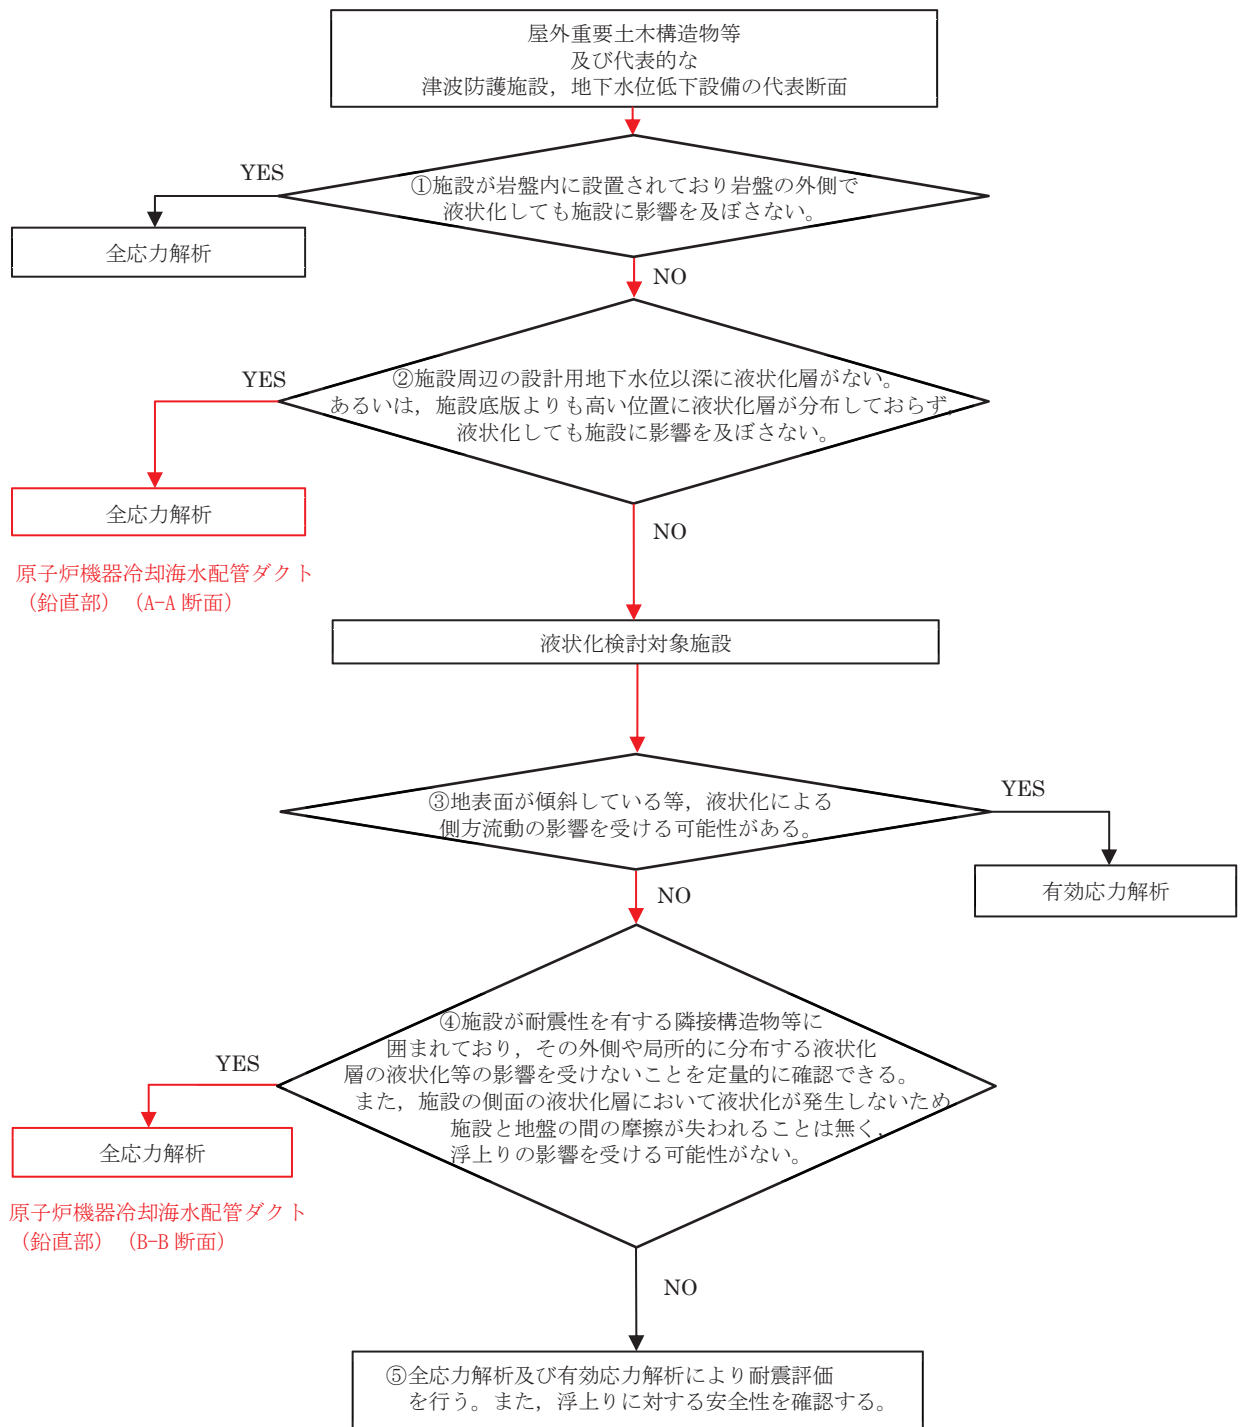 屋外重要土木構造物等
及び代表的な
津波防護施設，地下水位低下設備の代表断面
YES
①施設が岩盤内に設置されており岩盤の外側で
液状化しても施設に影響を及ぼさない。
全応力解析
NO
YES
②施設周辺の設計用地下水位以深に液状化層がない。
あるいは，施設底版よりも高い位置に液状化層が分布しておらず，
液状化しても施設に影響を及ぼさない。
全応力解析
NO
原子炉機器冷却海水配管ダクト
（鉛直部）（A-A 断面）
液状化検討対象施設
③地表面が傾斜している等，液状化による
側方流動の影響を受ける可能性がある。
YES
有効応力解析
NO
④施設が耐震性を有する隣接構造物等に
囲まれており，その外側や局所的に分布する液状化
層の液状化等の影響を受けないことを定量的に確認できる。
また，施設の側面の液状化層において液状化が発生しないため
施設と地盤の間の摩擦が失われることは無く，
浮上りの影響を受ける可能性がない。
YES
全応力解析
原子炉機器冷却海水配管ダクト
（鉛直部）（B-B 断面）
NO
⑤全応力解析及び有効応力解析により耐震評価
を行う。また，浮上りに対する安全性を確認する。